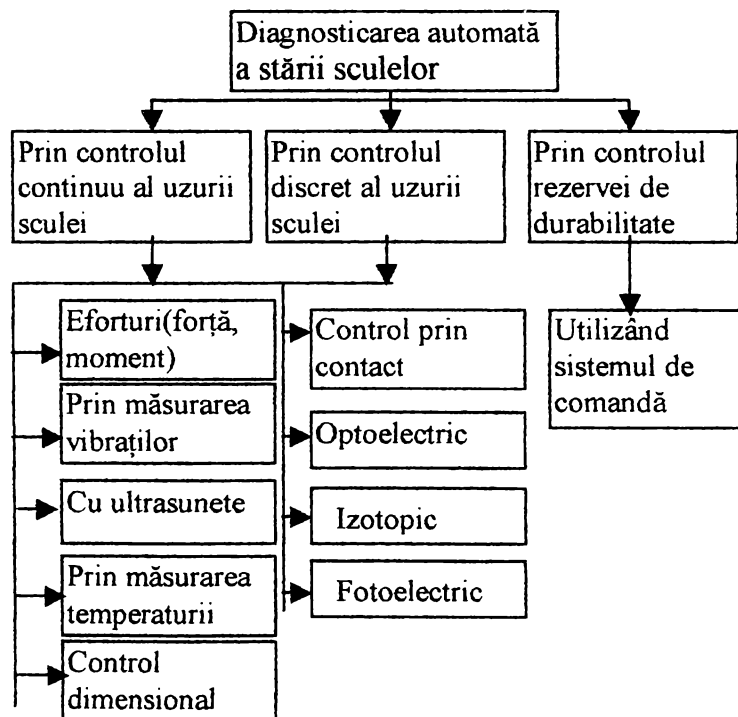 Diagnosticarea automată
a stării sculelor
Prin controlul
continuu al uzurii
sculei
Prin controlul
discret al uzurii
sculei
Prin controlul
rezervei de
durabilitate
Eforturi(forță,
moment)
Prin măsurarea
vibraților
Cu ultrasunete
Prin măsurarea
temperaturii
Control
dimensional
Control prin
contact
Optoelectric
Izotopic
Fotoelectric
Utilizând
sistemul de
comandă